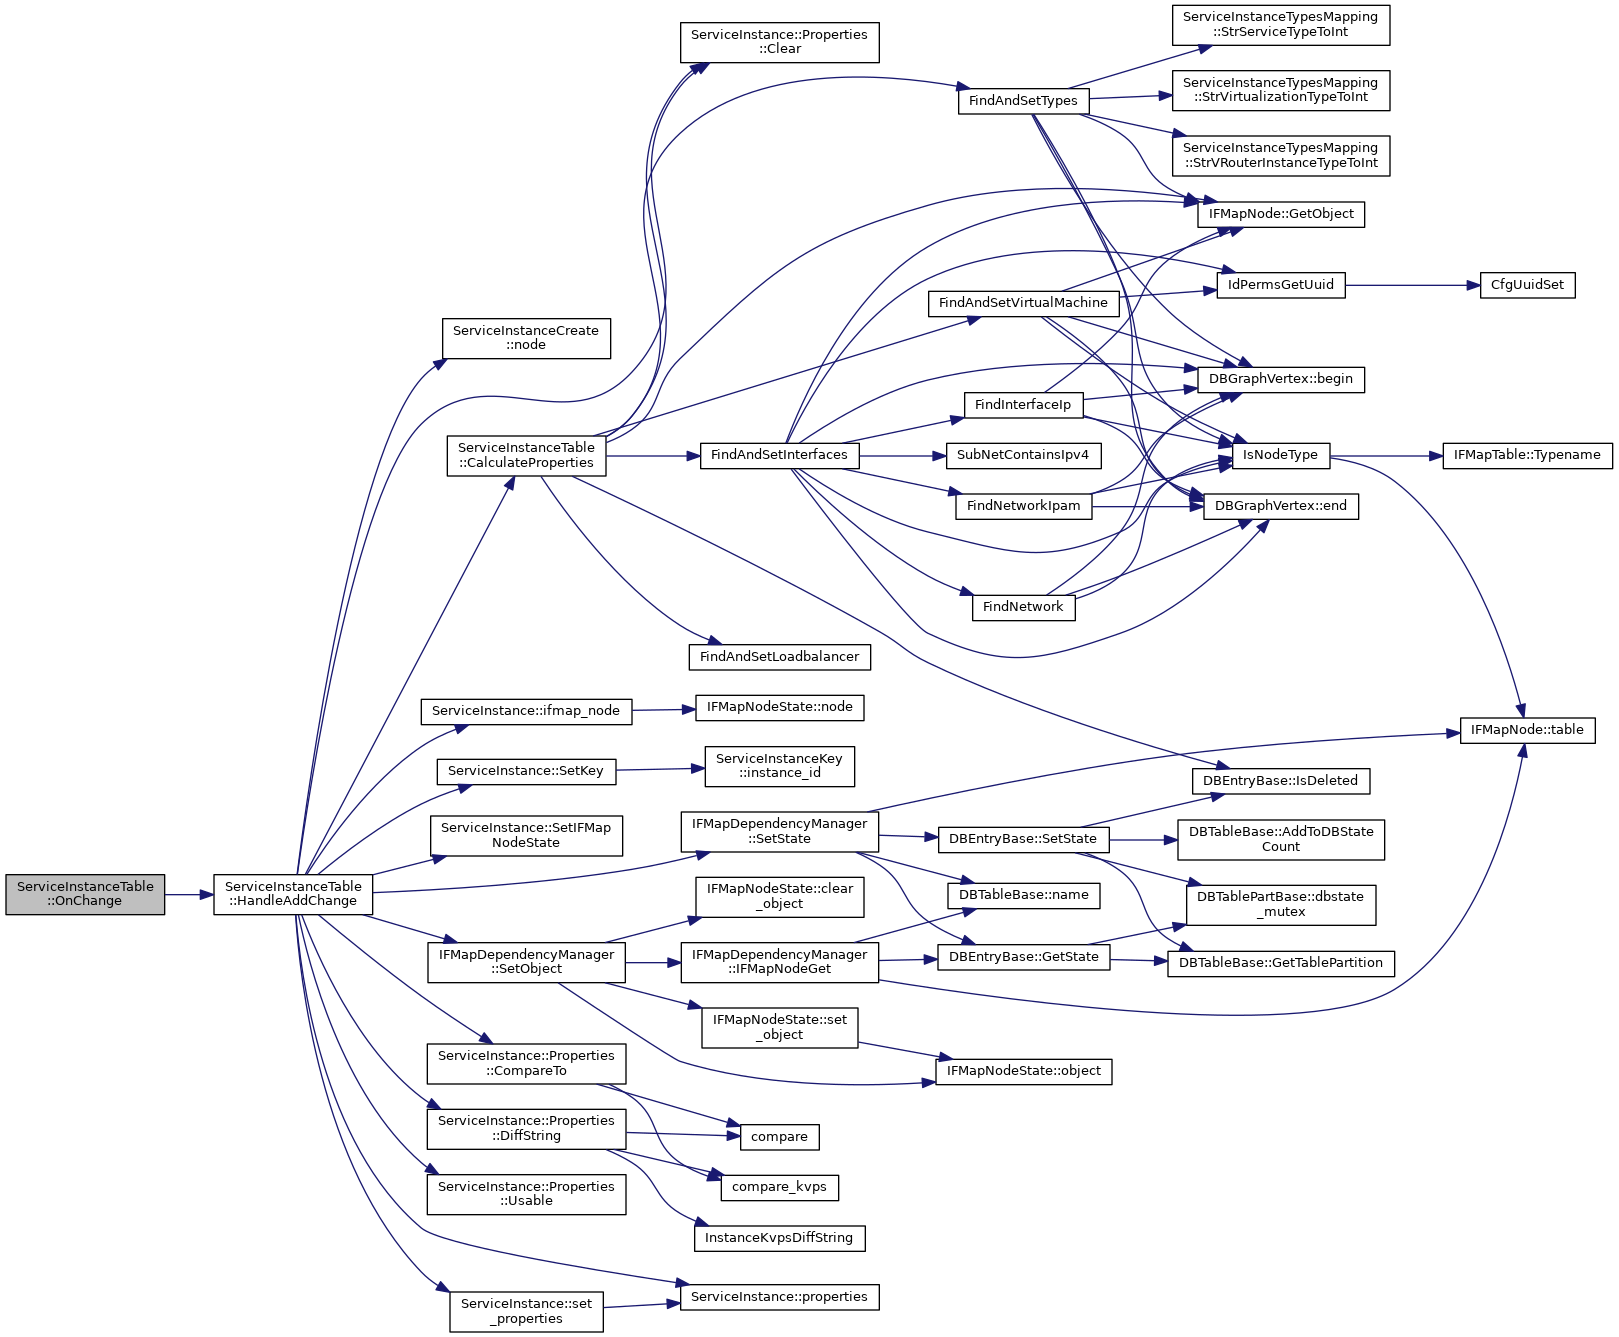 ServiceInstanceTable
::OnChange
ServiceInstanceTable
::HandleAddChange
ServiceInstanceCreate
::node
ServiceInstanceTable
::CalculateProperties
ServiceInstance::ifmap_node
ServiceInstance::SetKey
ServiceInstance::SetIFMap
NodeState
IFMapDependencyManager
::SetObject
ServiceInstance::Properties
::CompareTo
ServiceInstance::Properties
::DiffString
ServiceInstance::Properties
::Usable
ServiceInstance::set
_properties
ServiceInstance::Properties
::Clear
FindAndSetInterfaces
FindAndSetLoadbalancer
IFMapNodeState::node
ServiceInstanceKey
::instance_id
IFMapDependencyManager
::SetState
IFMapNodeState::clear
_object
IFMapDependencyManager
::IFMapNodeGet
IFMapNodeState::set
_object
compare
compare_kvps
InstanceKvpsDiffString
ServiceInstance::properties
FindAndSetTypes
FindAndSetVirtualMachine
FindInterfaceIp
SubNetContainsIpv4
FindNetworkIpam
FindNetwork
DBEntryBase::SetState
DBTableBase::name
DBEntryBase::GetState
IFMapNodeState::object
ServiceInstanceTypesMapping
::StrServiceTypeToInt
ServiceInstanceTypesMapping
::StrVirtualizationTypeToInt
ServiceInstanceTypesMapping
::StrVRouterInstanceTypeToInt
IFMapNode::GetObject
IdPermsGetUuid
DBGraphVertex::begin
IsNodeType
DBGraphVertex::end
DBEntryBase::IsDeleted
DBTableBase::AddToDBState
Count
DBTablePartBase::dbstate
_mutex
DBTableBase::GetTablePartition
CfgUuidSet
IFMapTable::Typename
IFMapNode::table